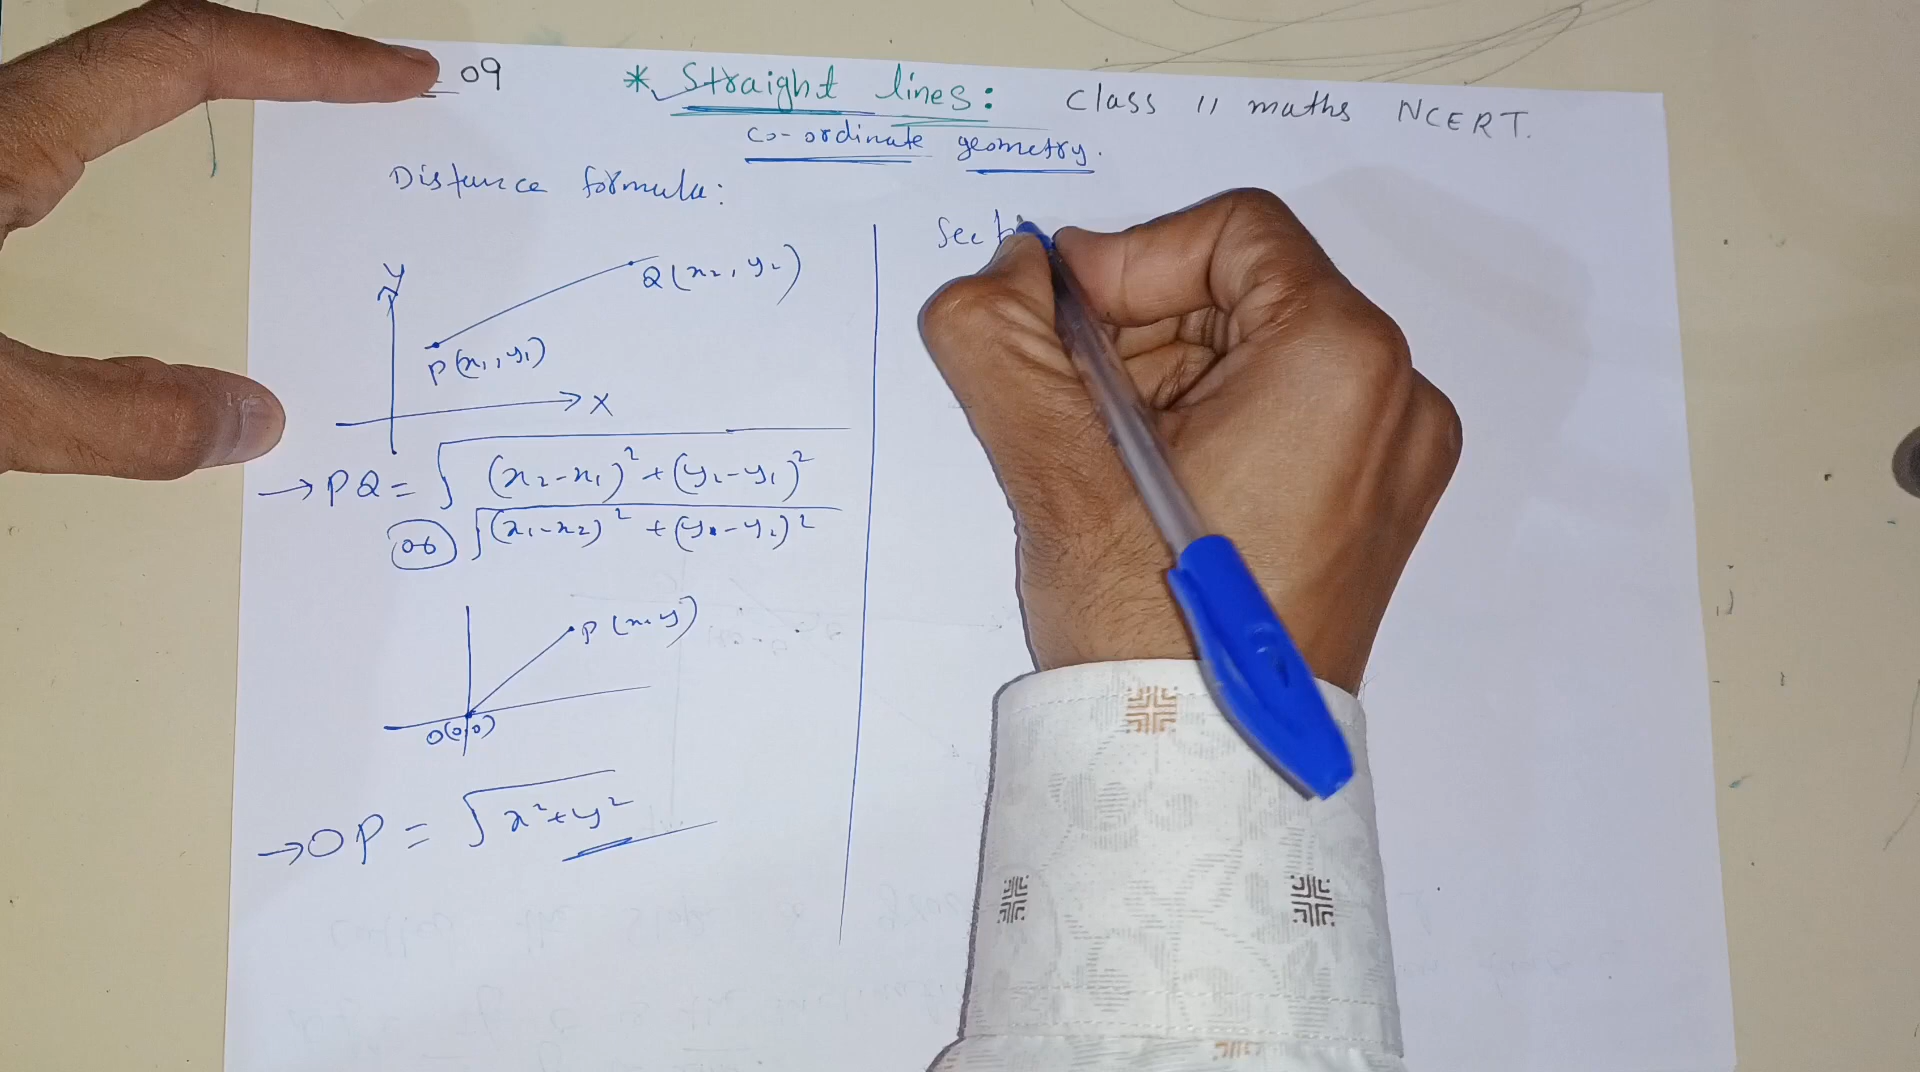 09
* Straight lines: class 11 maths NCERT.
co-ordinate geometry.
Distance formula:
y
Q(x₂, y₂)
P(x₁, y₁)
X
→PQ = √(x₂-x₁)² + (y₂-y₁)²
or √(x₁-x₂)² + (y₁-y₂)²
P(x, y)
O(0,0)
→OP = √x²+y²
Sect